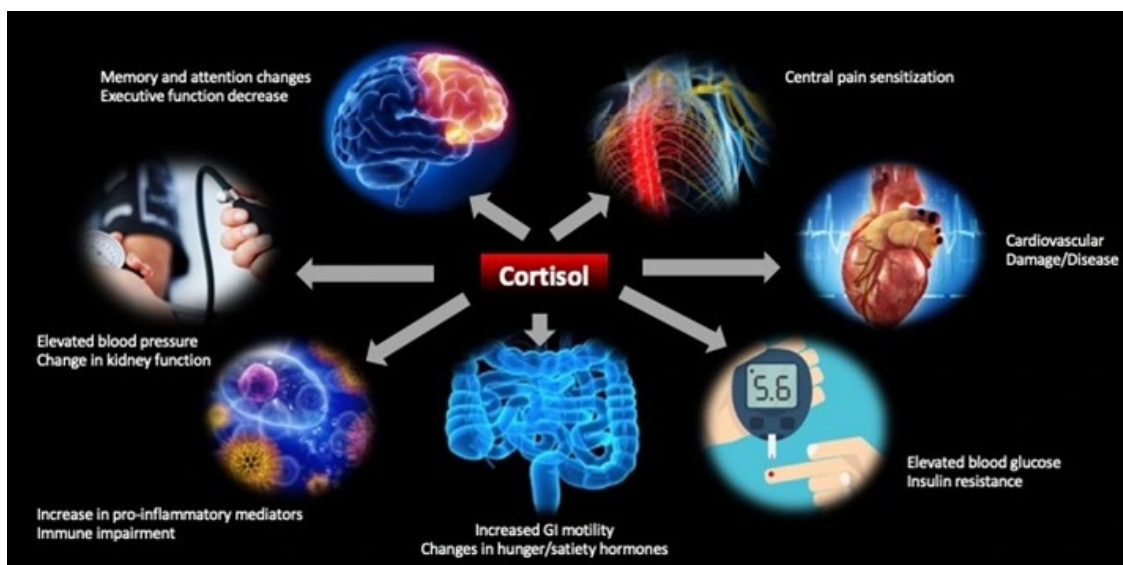 Memory and attention changes
Executive function decrease
Central pain sensitization
Cardiovascular
Damage/Disease
Cortisol
Elevated blood pressure
Change in kidney function
5.6
Elevated blood glucose
Insulin resistance
Increase in pro-inflammatory mediators
Immune impairment
Increased GI motility
Changes in hunger/satiety hormones